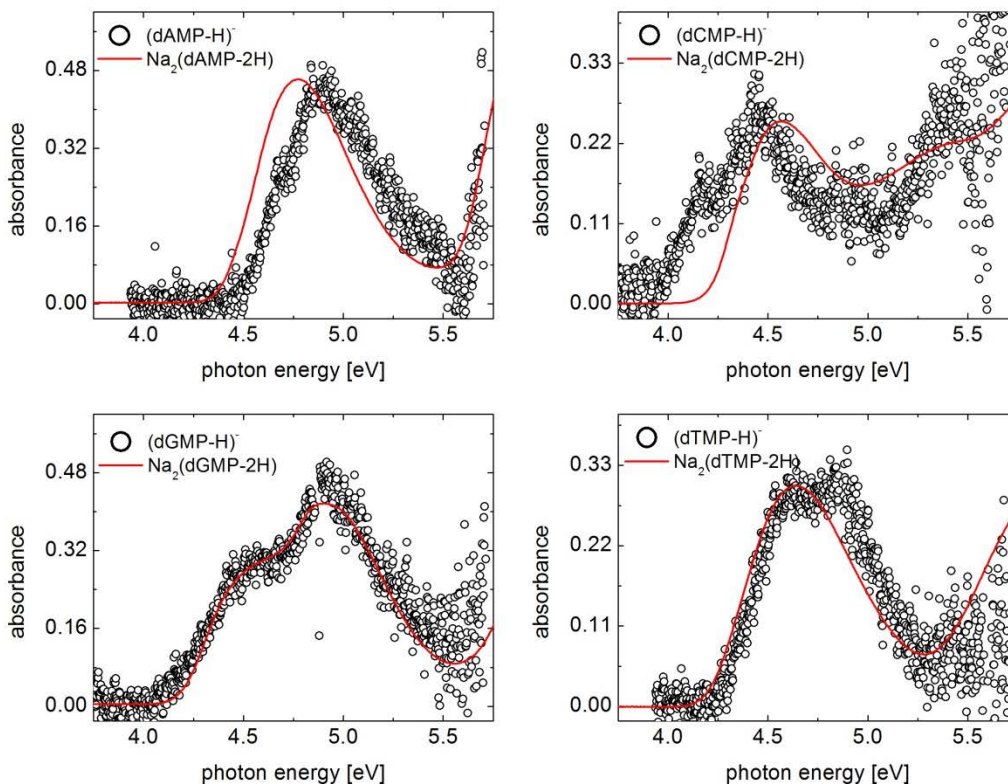 (dAMP-H)⁻
Na₂(dAMP-2H)
absorbance
0.48
0.32
0.16
0.00
4.0 4.5 5.0 5.5
photon energy [eV]
(dCMP-H)⁻
Na₂(dCMP-2H)
absorbance
0.33
0.22
0.11
0.00
4.0 4.5 5.0 5.5
photon energy [eV]
(dGMP-H)⁻
Na₂(dGMP-2H)
absorbance
0.48
0.32
0.16
0.00
4.0 4.5 5.0 5.5
photon energy [eV]
(dTMP-H)⁻
Na₂(dTMP-2H)
absorbance
0.33
0.22
0.11
0.00
4.0 4.5 5.0 5.5
photon energy [eV]